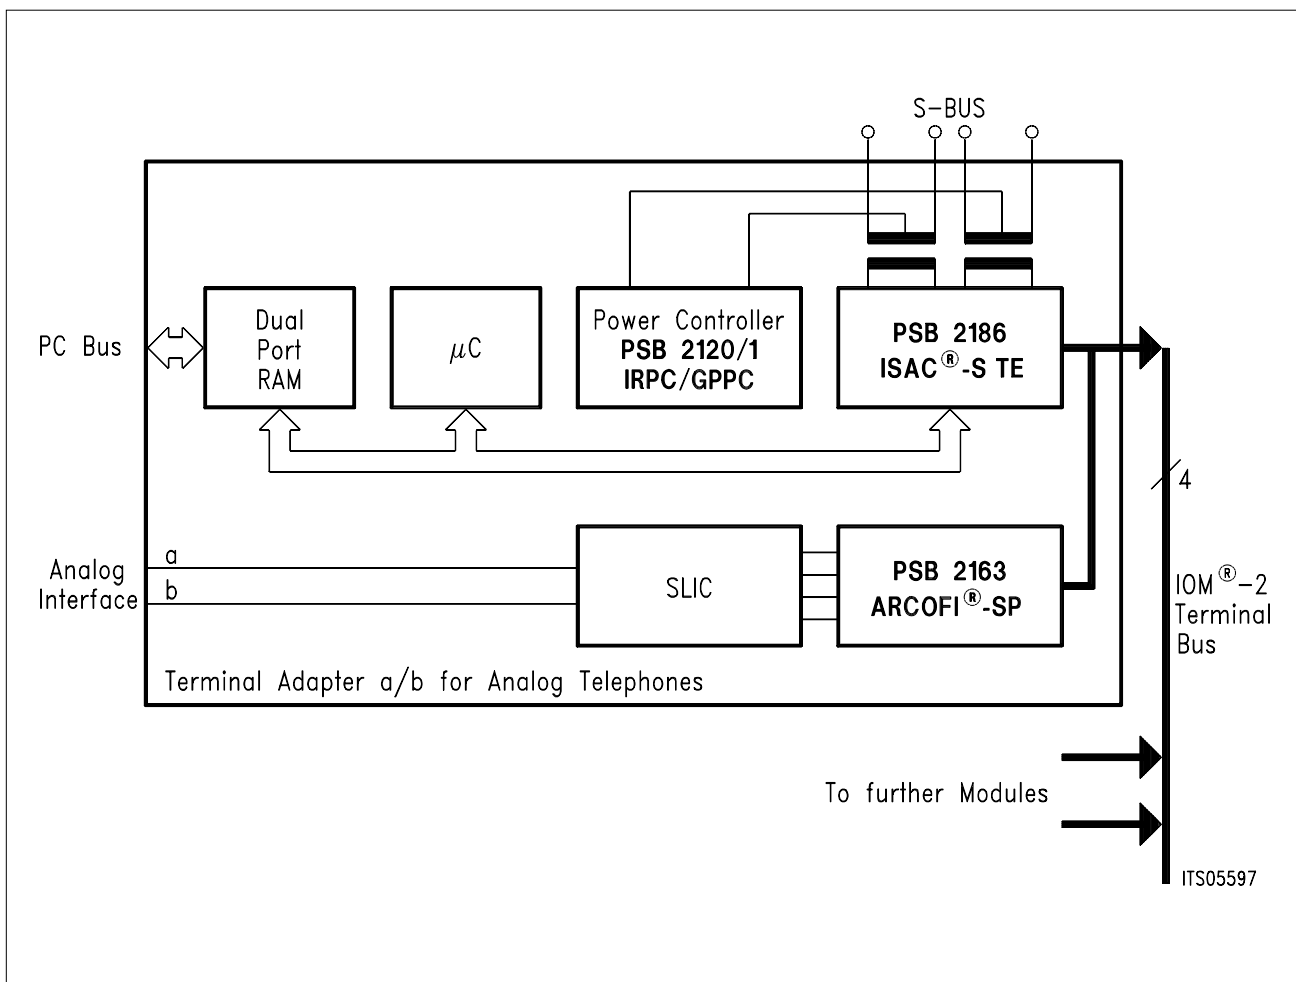 S-BUS
PC Bus
Dual
Port
RAM
μC
Power Controller
PSB 2120/1
IRPC/GPPC
PSB 2186
ISAC®-S TE
4
Analog
Interface
a
b
SLIC
PSB 2163
ARCOFI®-SP
IOM®-2
Terminal
Bus
Terminal Adapter a/b for Analog Telephones
To further Modules
ITS05597